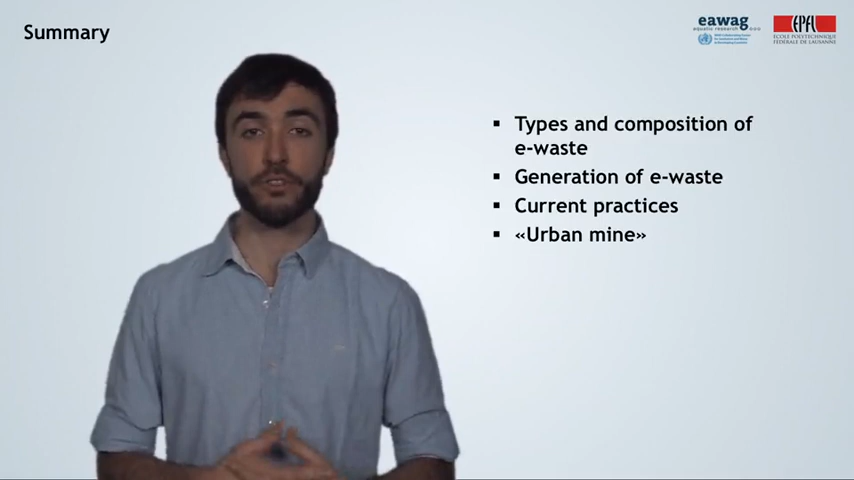 Summary
eawag
aquatic research
EPFL
ECOLE POLYTECHNIQUE
FÉDÉRALE DE LAUSANNE
▪ Types and composition of
e-waste
▪ Generation of e-waste
▪ Current practices
▪ «Urban mine»